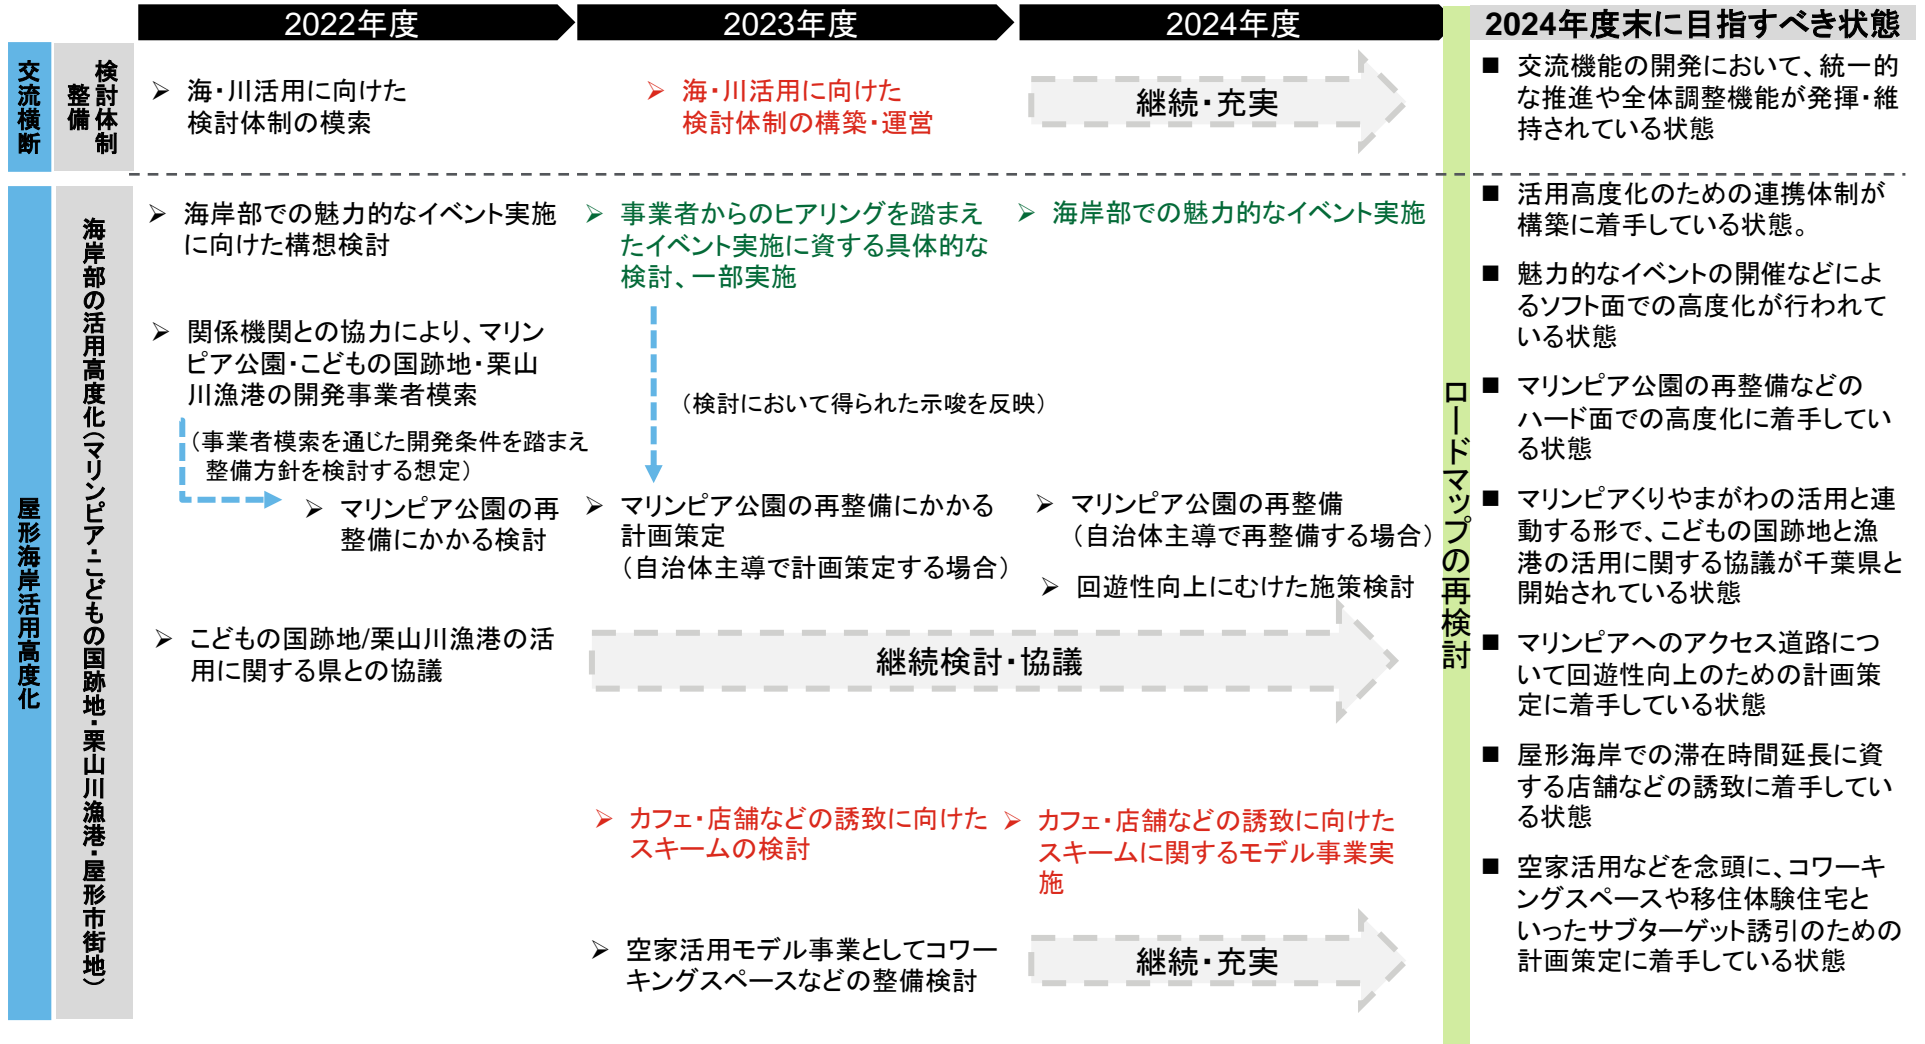 2022年度
2023年度
2024年度
2024年度末に目指すべき状態
交流横断
検討体制
整備
➢ 海・川活用に向けた
検討体制の模索
➢ 海・川活用に向けた
検討体制の構築・運営
継続・充実
■ 交流機能の開発において、統一的
な推進や全体調整機能が発揮・維
持されている状態
屋形海岸活用高度化
海岸部の活用高度化(マリンピア・こどもの国跡地・栗山川漁港・屋形市街地)
➢ 海岸部での魅力的なイベント実施
に向けた構想検討
➢ 関係機関との協力により、マリン
ピア公園・こどもの国跡地・栗山
川漁港の開発事業者模索
(事業者模索を通じた開発条件を踏まえ
整備方針を検討する想定)
➢ マリンピア公園の再
整備にかかる検討
➢ こどもの国跡地/栗山川漁港の活
用に関する県との協議
➢ 事業者からのヒアリングを踏まえ
たイベント実施に資する具体的な
検討、一部実施
(検討において得られた示唆を反映)
➢ マリンピア公園の再整備にかかる
計画策定
(自治体主導で計画策定する場合)
継続検討・協議
➢ カフェ・店舗などの誘致に向けた
スキームの検討
➢ 空家活用モデル事業としてコワー
キングスペースなどの整備検討
➢ 海岸部での魅力的なイベント実施
➢ マリンピア公園の再整備
(自治体主導で再整備する場合)
➢ 回遊性向上にむけた施策検討
➢ カフェ・店舗などの誘致に向けた
スキームに関するモデル事業実
施
継続・充実
ロードマップの再検討
■ 活用高度化のための連携体制が
構築に着手している状態。
■ 魅力的なイベントの開催などによ
るソフト面での高度化が行われて
いる状態
■ マリンピア公園の再整備などの
ハード面での高度化に着手してい
る状態
■ マリンピアくりやまがわの活用と連
動する形で、こどもの国跡地と漁
港の活用に関する協議が千葉県と
開始されている状態
■ マリンピアへのアクセス道路につ
いて回遊性向上のための計画策
定に着手している状態
■ 屋形海岸での滞在時間延長に資
する店舗などの誘致に着手してい
る状態
■ 空家活用などを念頭に、コワーキ
ングスペースや移住体験住宅と
いったサブターゲット誘引のための
計画策定に着手している状態